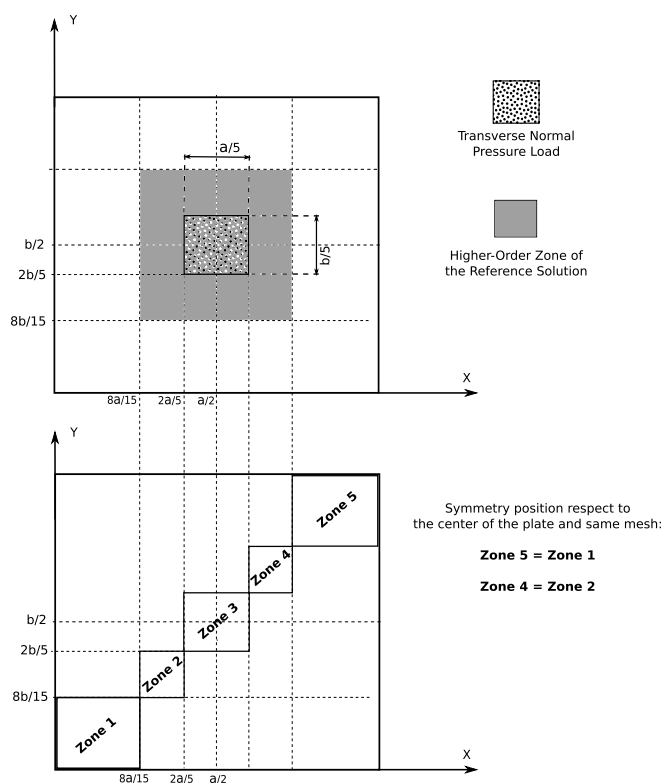 Y
a/5
b/5
b/2
2b/5
8b/15
8a/15
2a/5
a/2
X
Transverse Normal
Pressure Load
Higher-Order Zone of
the Reference Solution
Y
Zone 5
Zone 4
Zone 3
Zone 2
Zone 1
b/2
2b/5
8b/15
8a/15
2a/5
a/2
X
Symmetry position respect to
the center of the plate and same mesh:
Zone 5 = Zone 1
Zone 4 = Zone 2